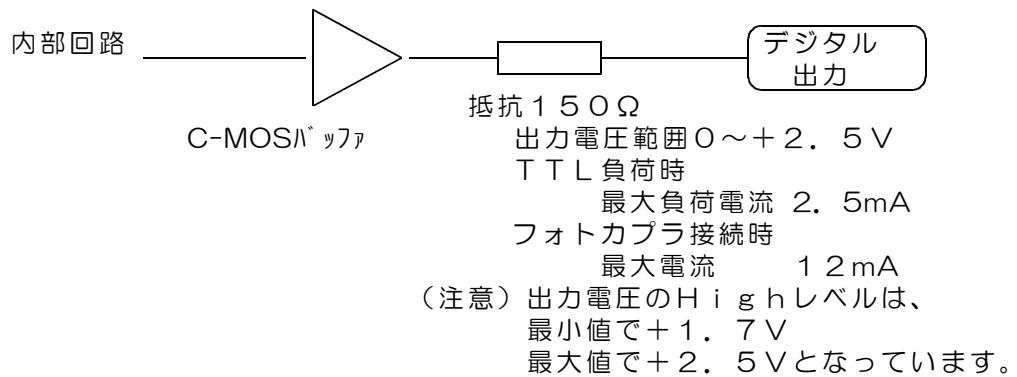 内部回路
デジタル
出力
抵抗150Ω
C-MOSﾊﾞｯﾌｧ
出力電圧範囲0~+2.5V
TTL負荷時
最大負荷電流 2.5mA
フォトカプラ接続時
最大電流 12mA
(注意)出力電圧のHighレベルは、
最小値で+1.7V
最大値で+2.5Vとなっています。